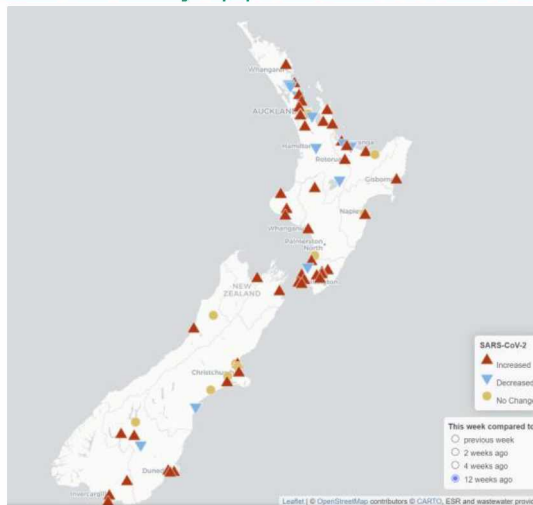 Whangarei
AUCKLAND
Hamilton
Rotorua
Gisborne
Napier
Whanganui
Palmerston
North
NEW
ZEALAND
Christchurch
Dunedin
Invercargill
SARS-CoV-2
Increased
Decreased
No Change
This week compared to
previous week
2 weeks ago
4 weeks ago
12 weeks ago
Leaflet | © OpenStreetMap contributors © CARTO, ESR and wastewater provid